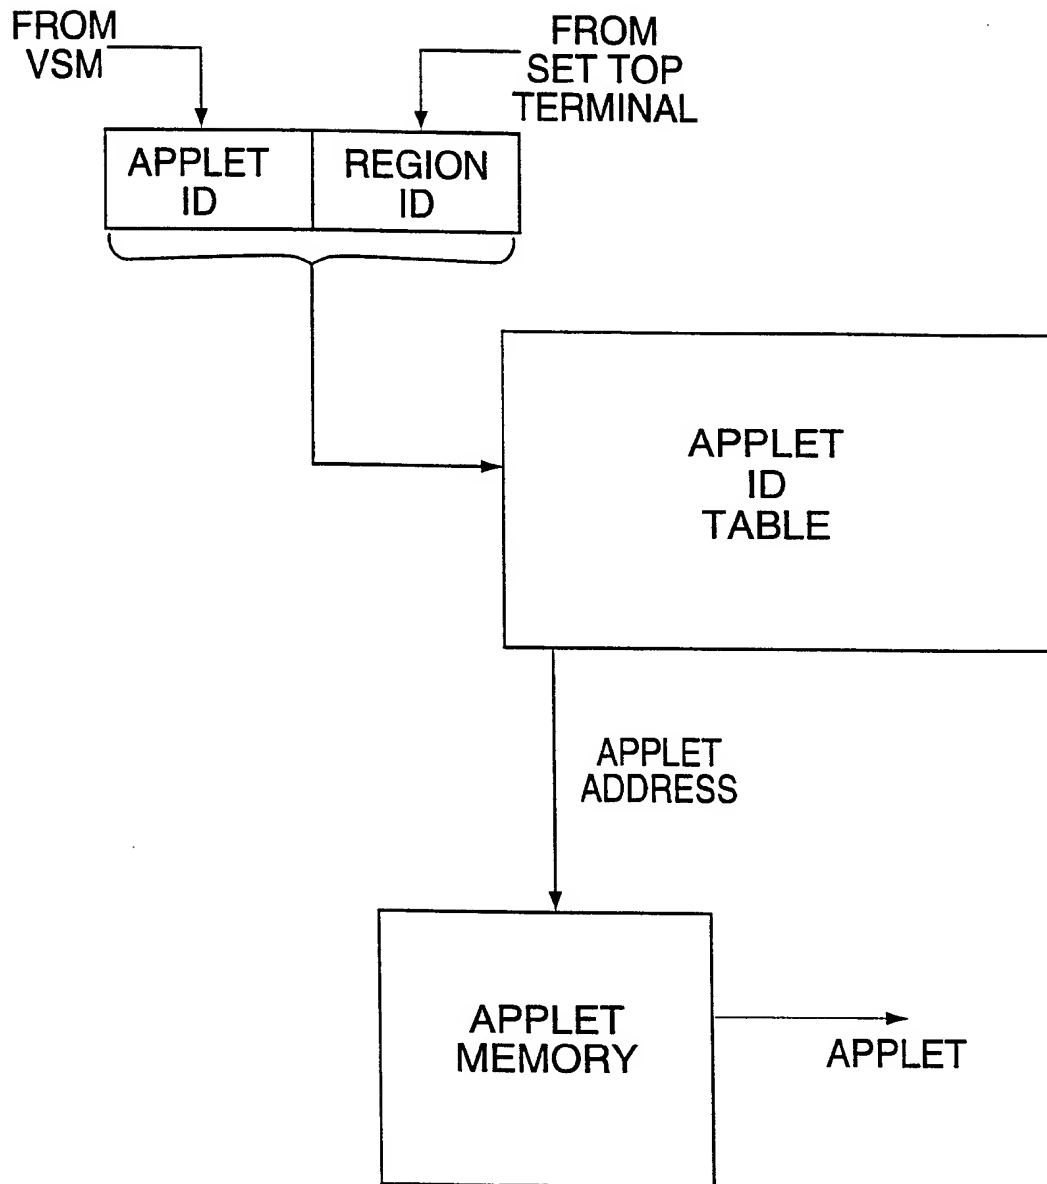 FROM
VSM
FROM
SET TOP
TERMINAL
APPLET
ID
REGION
ID
APPLET
ID
TABLE
APPLET
ADDRESS
APPLET
MEMORY
APPLET